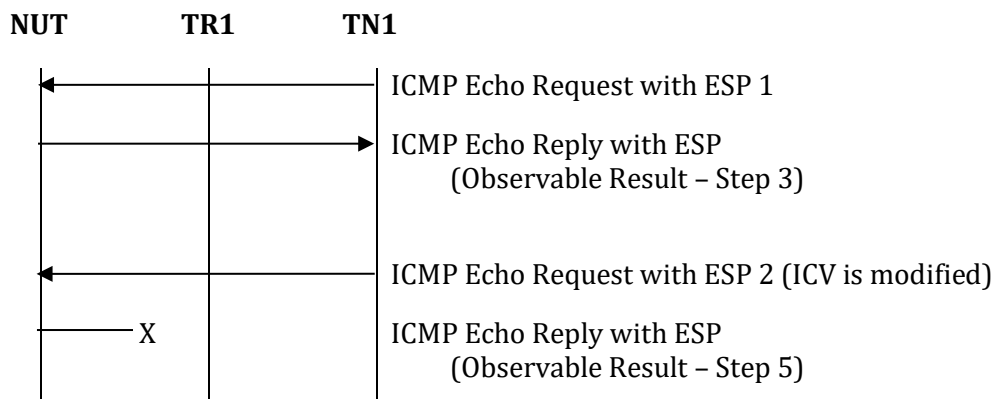 NUT TR1 TN1
ICMP Echo Request with ESP 1
ICMP Echo Reply with ESP
(Observable Result – Step 3)
ICMP Echo Request with ESP 2 (ICV is modified)
X ICMP Echo Reply with ESP
(Observable Result – Step 5)